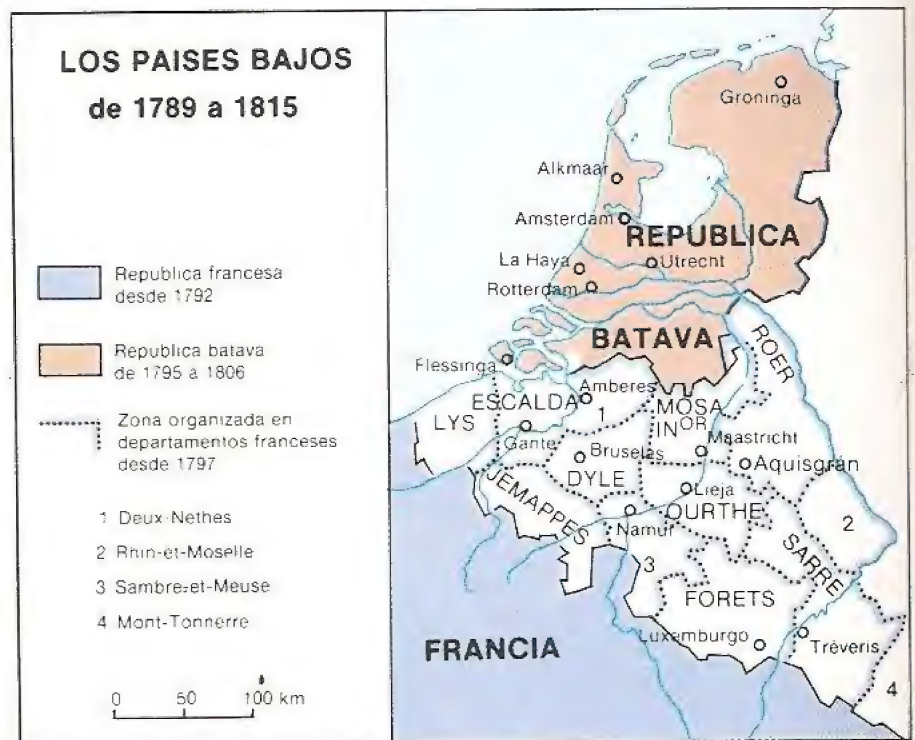 LOS PAISES BAJOS
de 1789 a 1815
Republica francesa
desde 1792
Republica batava
de 1795 a 1806
Zona organizada en
departamentos franceses
desde 1797
1 Deux-Nethes
2 Rhin-et-Moselle
3 Sambre-et-Meuse
4 Mont-Tonnerre
0 50 100 km
Groninga
Alkmaar
Amsterdam
REPUBLICA
La Haya
Utrecht
Rotterdam
BATAVA
ROER
Flessinga
Amberes
ESCALDA
1
MOSA
INOR
LYS
Gante
Maastricht
Bruselas
Aquisgrán
DYLE
Lieja
JEMAPPES
OURTHE
Namur
2
SARRE
3
FORETS
FRANCIA
Luxemburgo
Tréveris
4